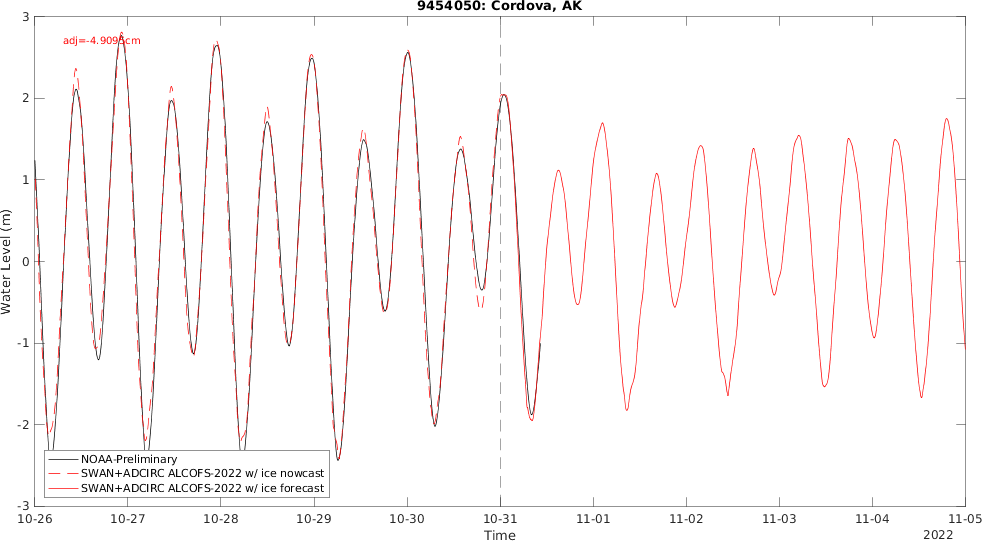 9454050: Cordova, AK
adj=-4.9095cm
3
2
1
0
-1
-2
-3
Water Level (m)
NOAA-Preliminary
SWAN+ADCIRC ALCOFS-2022 w/ ice nowcast
SWAN+ADCIRC ALCOFS-2022 w/ ice forecast
10-26 10-27 10-28 10-29 10-30 10-31 11-01 11-02 11-03 11-04 11-05
Time
2022